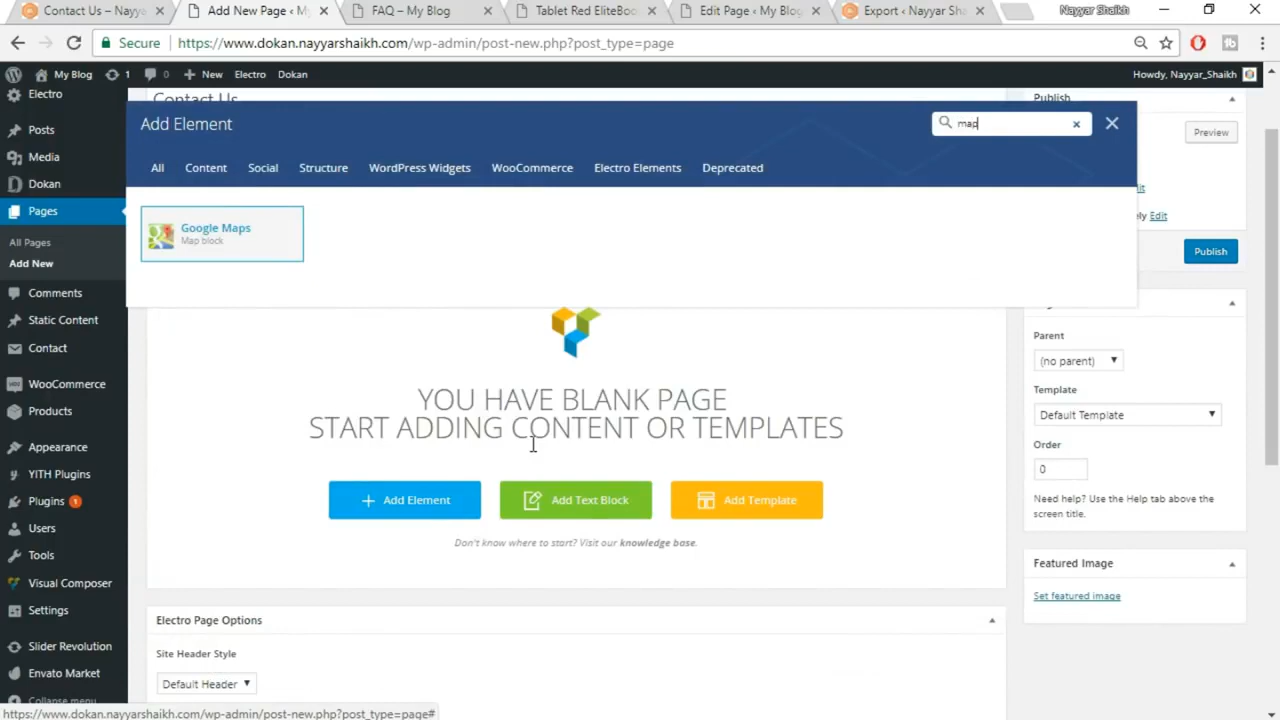 Contact Us – Nayye
Add New Page ‹ My
FAQ – My Blog
Tablet Red EliteBoo
Edit Page ‹ My Blog
Export ‹ Nayyar Sha
Nayyar Shaikh
Secure
https://www.dokan.nayyarshaikh.com/wp-admin/post-new.php?post_type=page
My Blog
1
0
New
Electro
Dokan
Howdy, Nayyar_Shaikh
Electro
Posts
Media
Dokan
Pages
All Pages
Add New
Comments
Static Content
Contact
WooCommerce
Products
Appearance
YITH Plugins
Plugins 1
Users
Tools
Visual Composer
Settings
Slider Revolution
Envato Market
Collapse menu
Contact Us
Add Element
map
All
Content
Social
Structure
WordPress Widgets
WooCommerce
Electro Elements
Deprecated
Google Maps
Map block
YOU HAVE BLANK PAGE
START ADDING CONTENT OR TEMPLATES
Add Element
Add Text Block
Add Template
Don't know where to start? Visit our knowledge base.
Electro Page Options
Site Header Style
Default Header
Publish
Preview
Edit
Publish
Parent
(no parent)
Template
Default Template
Order
0
Need help? Use the Help tab above the
screen title.
Featured Image
Set featured image
https://www.dokan.nayyarshaikh.com/wp-admin/post-new.php?post_type=page#